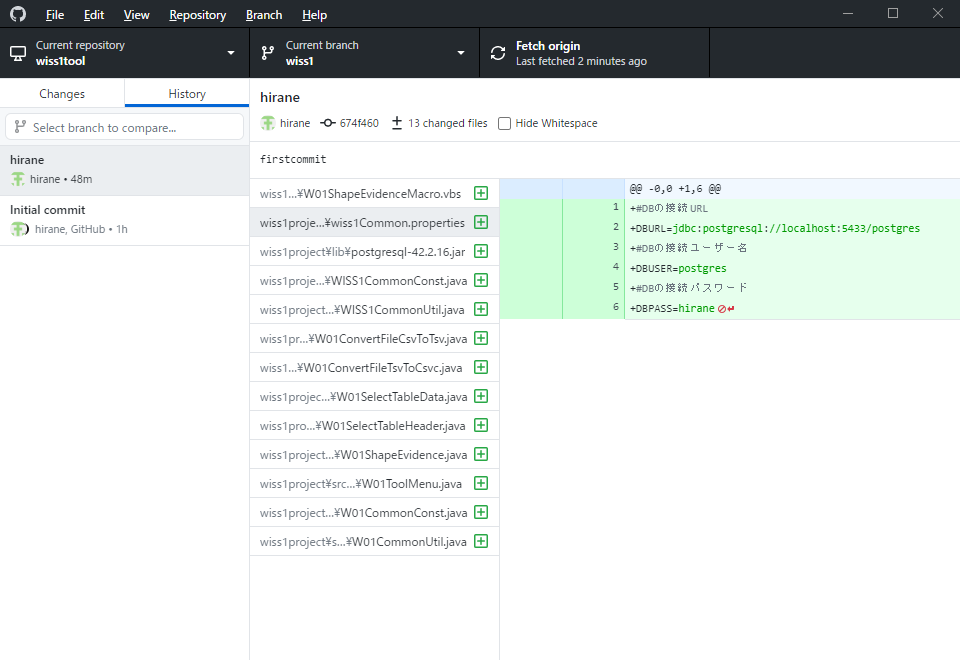 File Edit View Repository Branch Help
Current repository
wiss1tool
Current branch
wiss1
Fetch origin
Last fetched 2 minutes ago
Changes
History
Select branch to compare...
hirane
hirane • 48m
Initial commit
hirane, GitHub • 1h
hirane
hirane 674f460 13 changed files Hide Whitespace
firstcommit
wiss1...¥W01ShapeEvidenceMacro.vbs
wiss1proje...¥wiss1Common.properties
wiss1project¥lib¥postgresql-42.2.16.jar
wiss1proje...¥WISS1CommonConst.java
wiss1project...¥WISS1CommonUtil.java
wiss1pr...¥W01ConvertFileCsvToTsv.java
wiss1...¥W01ConvertFileTsvToCsvc.java
wiss1projec...¥W01SelectTableData.java
wiss1pro...¥W01SelectTableHeader.java
wiss1project...¥W01ShapeEvidence.java
wiss1project¥src...¥W01ToolMenu.java
wiss1project...¥W01CommonConst.java
wiss1project¥s...¥W01CommonUtil.java
@@ -0,0 +1,6 @@
1 +#DBの接続URL
2 +DBURL=jdbc:postgresql://localhost:5433/postgres
3 +#DBの接続ユーザー名
4 +DBUSER=postgres
5 +#DBの接続パスワード
6 +DBPASS=hirane